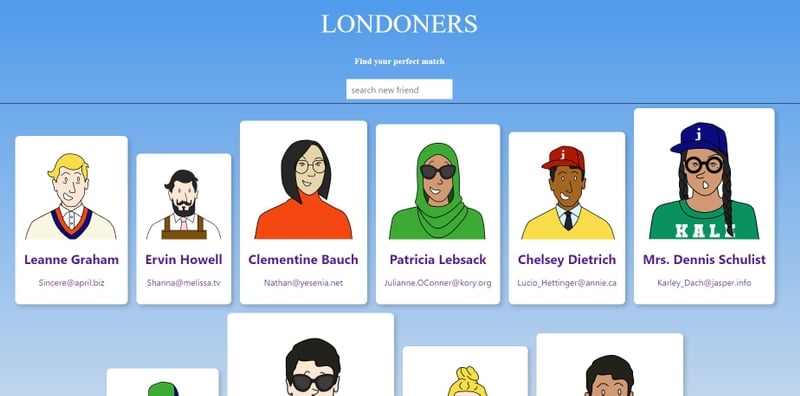 LONDONERS
Find your perfect match
search new friend
j
j
KALE
Leanne Graham
Ervin Howell
Clementine Bauch
Patricia Lebsack
Chelsey Dietrich
Mrs. Dennis Schulist
Sincere@april.biz
Shanna@melissa.tv
Nathan@yesenia.net
Julianne.OConner@kory.org
Lucio_Hettinger@annie.ca
Karley_Dach@jasper.info